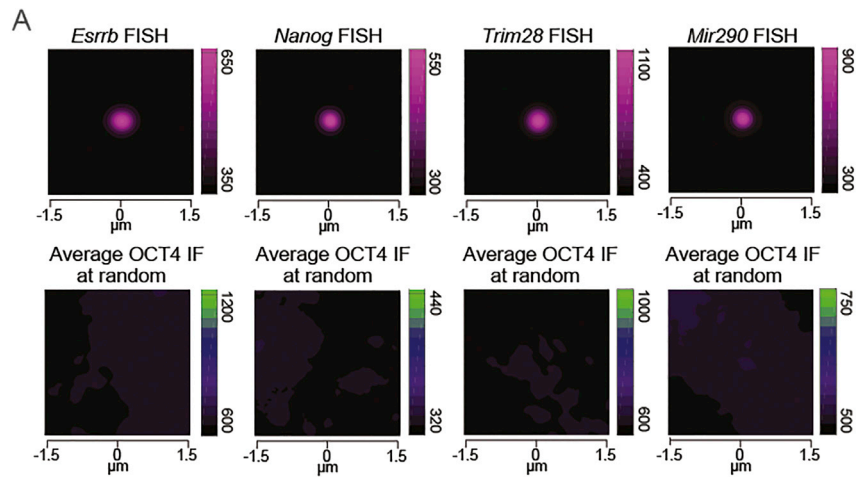 A
Esrrb FISH Nanog FISH Trim28 FISH Mir290 FISH
650 550 1100 900
350 300 400 300
-1.5 0 1.5 -1.5 0 1.5 -1.5 0 1.5 -1.5 0 1.5
µm µm µm µm
Average OCT4 IF Average OCT4 IF Average OCT4 IF Average OCT4 IF
at random at random at random at random
1200 440 1000 750
600 320 600 500
-1.5 0 1.5 -1.5 0 1.5 -1.5 0 1.5 -1.5 0 1.5
µm µm µm µm